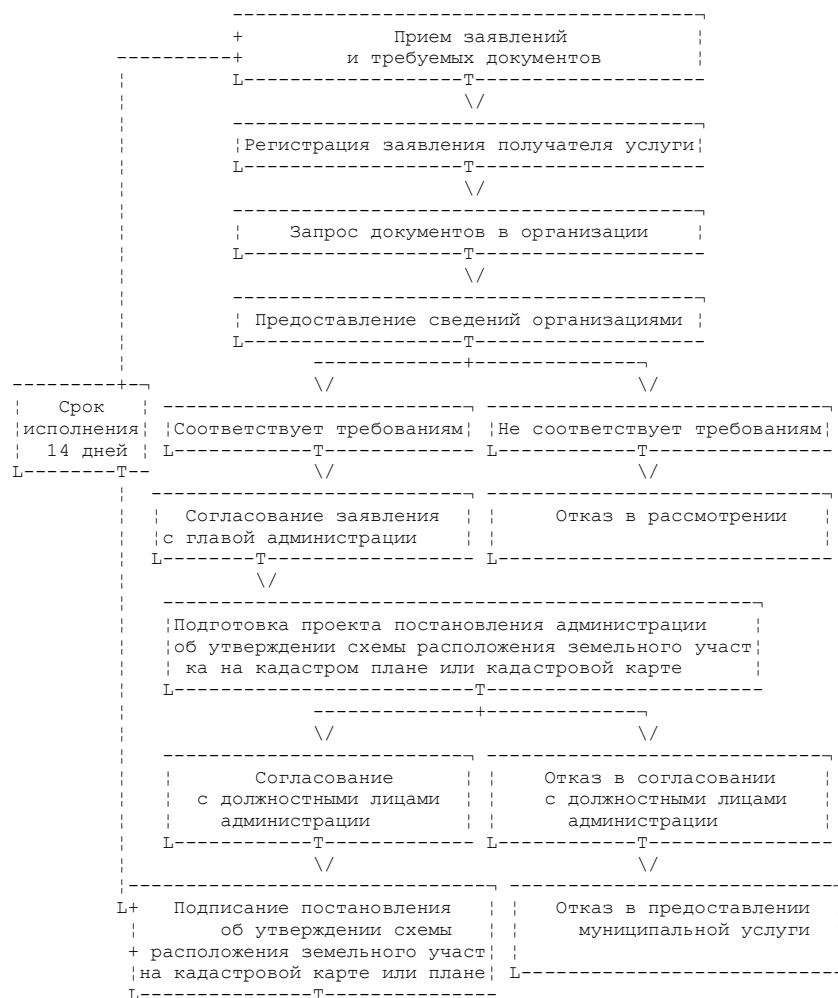 Прием заявлений
и требуемых документов
Регистрация заявления получателя услуги
Запрос документов в организации
Предоставление сведений организациями
Срок
исполнения
14 дней
Соответствует требованиям
Не соответствует требованиям
Согласование заявления
с главой администрации
Отказ в рассмотрении
Подготовка проекта постановления администрации
об утверждении схемы расположения земельного участ
ка на кадастром плане или кадастровой карте
Согласование
с должностными лицами
администрации
Отказ в согласовании
с должностными лицами
администрации
Подписание постановления
об утверждении схемы
расположения земельного участ
на кадастровой карте или плане
Отказ в предоставлении
муниципальной услуги